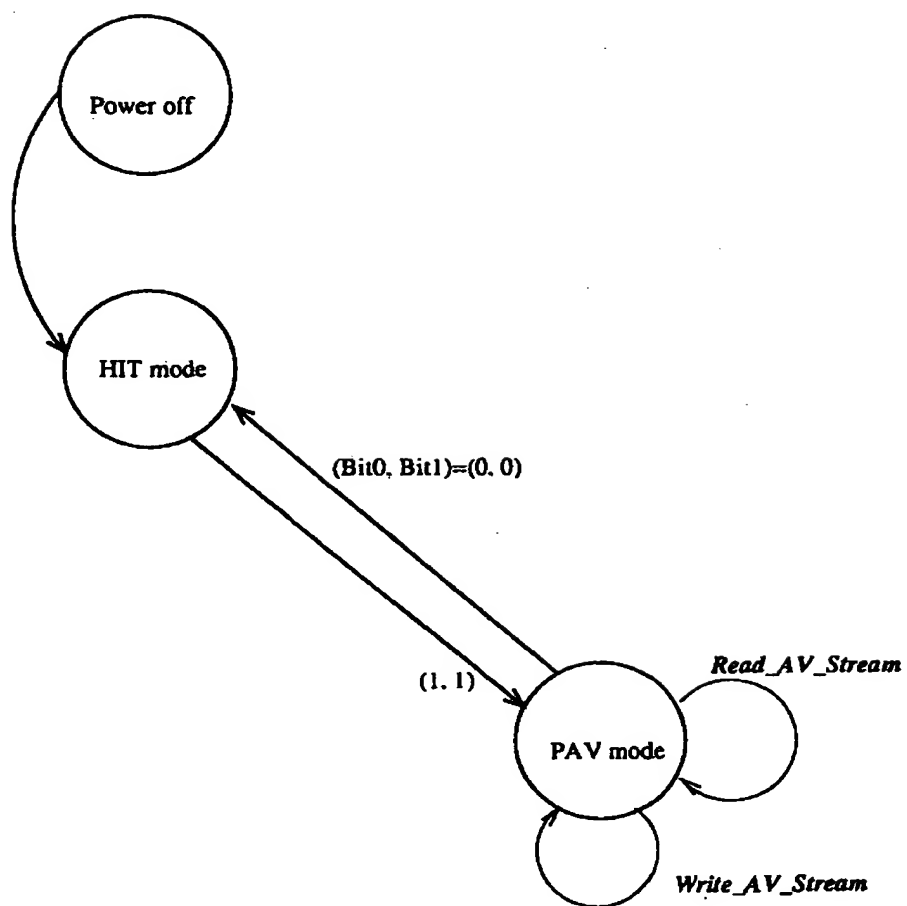 Power off
HIT mode
(Bit0, Bit1)=(0, 0)
(1, 1)
Read_AV_Stream
PAV mode
Write_AV_Stream